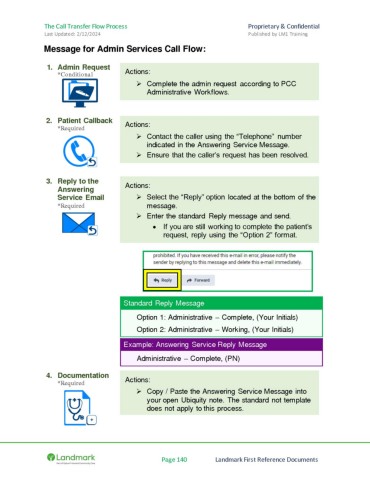 The Call Transfer Flow Process
Proprietary & Confidential
Last Updated: 2/12/2024
Published by LMS Training
Message for Admin Services Call Flow:
1. Admin Request
*Conditional
Actions:
➢ Complete the admin request according to PCC
Administrative Workflows.
2. Patient Callback
*Required
Actions:
➢ Contact the caller using the "Telephone" number
indicated in the Answering Service Message.
➢ Ensure that the caller's request has been resolved.
3. Reply to the
Answering
Service Email
*Required
Actions:
➢ Select the "Reply" option located at the bottom of the
message.
➢ Enter the standard Reply message and send.
• If you are still working to complete the patient's
request, reply using the "Option 2" format.
prohibited. If you have received this e-mail in error, please notify the
sender by replying to this message and delete this e-mail immediately.
Reply
Forward
Standard Reply Message
Option 1: Administrative – Complete, (Your Initials)
Option 2: Administrative – Working, (Your Initials)
Example: Answering Service Reply Message
Administrative – Complete, (PN)
4. Documentation
*Required
Actions:
➢ Copy / Paste the Answering Service Message into
your open Ubiquity note. The standard not template
does not apply to this process.
Landmark
Page 140
Landmark First Reference Documents